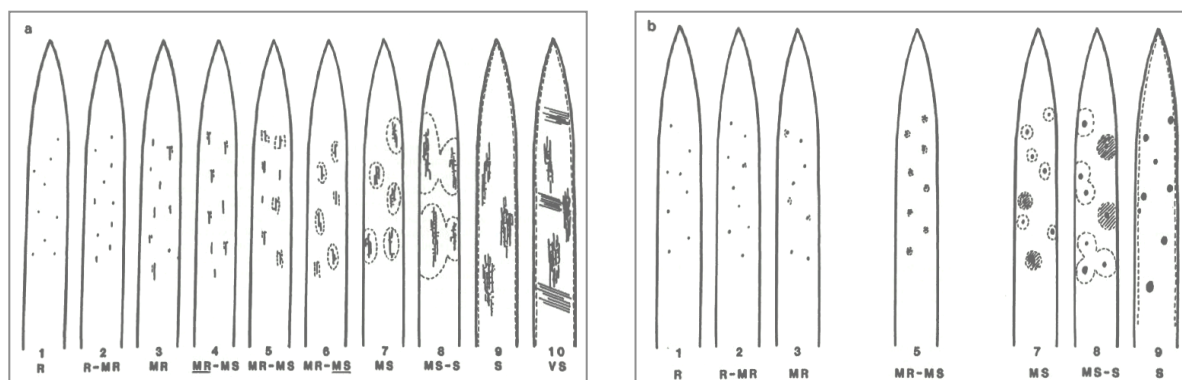 a
1 2 3 4 5 6 7 8 9 10
R R-MR MR MR-MS MR-MS MR-MS MS MS-S S VS
b
1 2 3 5 7 8 9
R R-MR MR MR-MS MS MS-S S